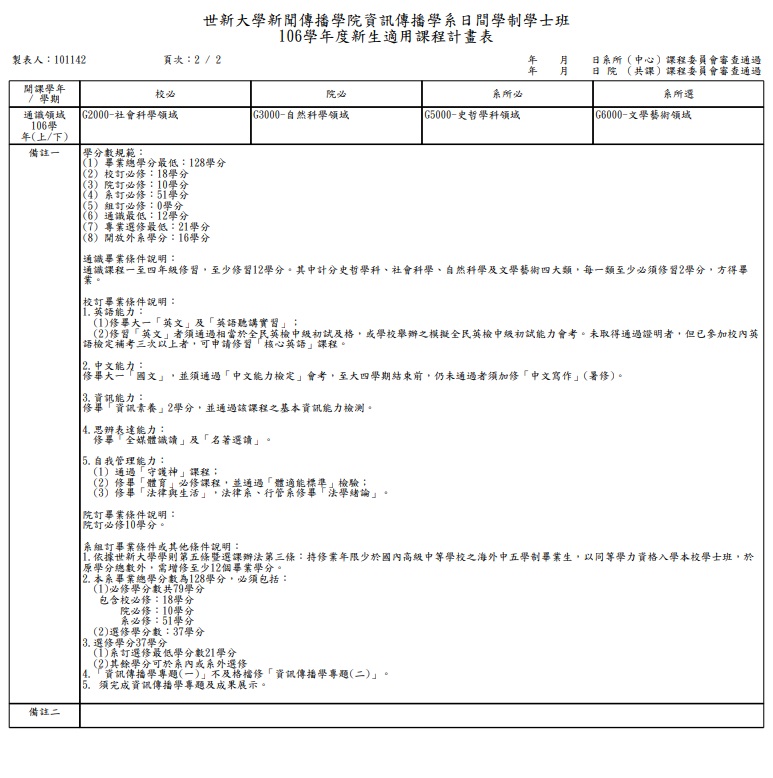 世新大學新聞傳播學院資訊傳播學系日間學制學士班
106學年度新生適用課程計畫表
製表人：101142 頁次：2 / 2 年 月 日系所（中心）課程委員會審查通過
年 月 日 院 （共課）課程委員會審查通過
開課學年
/ 學期 校必 院必 系所必 系所選
通識領域
106學
年(上/下) G2000-社會科學領域 G3000-自然科學領域 G5000-史哲學科領域 G6000-文學藝術領域
備註一 學分數規範：
(1) 畢業總學分最低：128學分
(2) 校訂必修：18學分
(3) 院訂必修：10學分
(4) 系訂必修：51學分
(5) 組訂必修：0學分
(6) 通識最低：12學分
(7) 專業選修最低：21學分
(8) 開放外系學分：16學分
通識畢業條件說明：
通識課程一至四年級修習，至少修習12學分。其中計分史哲學科、社會科學、自然科學及文學藝術四大類，每一類至少必須修習2學分，方得畢
業。
校訂畢業條件說明：
1.英語能力：
(1)修畢大一「英文」及「英語聽講實習」；
(2)修習「英文」者須通過相當於全民英檢中級初試及格，或學校舉辦之模擬全民英檢中級初試能力會考。未取得通過證明者，但已參加校內英
語檢定補考三次以上者，可申請修習「核心英語」課程。
2.中文能力：
修畢大一「國文」，並須通過「中文能力檢定」會考，至大四學期結束前，仍未通過者須加修「中文寫作」(暑修)。
3.資訊能力：
修畢「資訊素養」2學分，並通過該課程之基本資訊能力檢測。
4.思辨表達能力：
修畢「全媒體識讀」及「名著選讀」。
5.自我管理能力：
(1) 通過「守護神」課程；
(2) 修畢「體育」必修課程，並通過「體適能標準」檢驗；
(3) 修畢「法律與生活」，法律系、行管系修畢「法學緒論」。
院訂畢業條件說明：
院訂必修10學分。
系組訂畢業條件或其他條件說明：
1.依據世新大學學則第五條暨選課辦法第三條：持修業年限少於國內高級中等學校之海外中五學制畢業生，以同等學力資格入學本校學士班，於
原學分總數外，需增修至少12個畢業學分。
2.本系畢業總學分數為128學分，必須包括：
(1)必修學分數共79學分
包含校必修：18學分
院必修：10學分
系必修：51學分
(2)選修學分數：37學分
3.選修學分37學分
(1)系訂選修最低學分數21學分
(2)其餘學分可於系內或系外選修
4.「資訊傳播學專題(一)」不及格檔修「資訊傳播學專題(二)」。
5. 須完成資訊傳播學專題及成果展示。
備註二